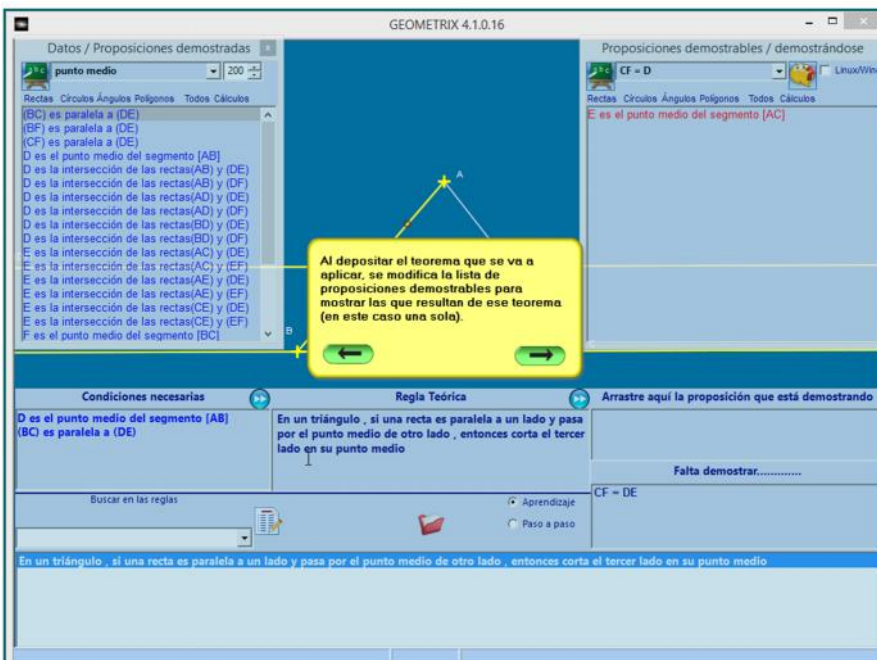 GEOMETRIX 4.1.0.16
Datos / Proposiciones demostradas
punto medio
200
Rectas Círculos Ángulos Polígonos Todos Cálculos
(BC) es paralela a (DE)
(BF) es paralela a (DE)
(CF) es paralela a (DE)
D es el punto medio del segmento [AB]
D es la intersección de las rectas(AB) y (DE)
D es la intersección de las rectas(AB) y (DF)
D es la intersección de las rectas(AD) y (DE)
D es la intersección de las rectas(AD) y (DF)
D es la intersección de las rectas(BD) y (DE)
D es la intersección de las rectas(BD) y (DF)
E es la intersección de las rectas(AC) y (DE)
E es la intersección de las rectas(AC) y (EF)
E es la intersección de las rectas(AE) y (DE)
E es la intersección de las rectas(AE) y (EF)
E es la intersección de las rectas(CE) y (DE)
E es la intersección de las rectas(CE) y (EF)
F es el punto medio del segmento [BC]
A
B
Al depositar el teorema que se va a
aplicar, se modifica la lista de
proposiciones demostrables para
mostrar las que resultan de ese teorema
(en este caso una sola).
Proposiciones demostrables / demostrándose
CF = D
Linux/Win
Rectas Círculos Ángulos Polígonos Todos Cálculos
E es el punto medio del segmento [AC]
Condiciones necesarias
D es el punto medio del segmento [AB]
(BC) es paralela a (DE)
Regla Teórica
En un triángulo , si una recta es paralela a un lado y pasa
por el punto medio de otro lado , entonces corta el tercer
lado en su punto medio
Arrastre aquí la proposición que está demostrando
Falta demostrar.............
CF = DE
Buscar en las reglas
Aprendizaje
Paso a paso
En un triángulo , si una recta es paralela a un lado y pasa por el punto medio de otro lado , entonces corta el tercer lado en su punto medio